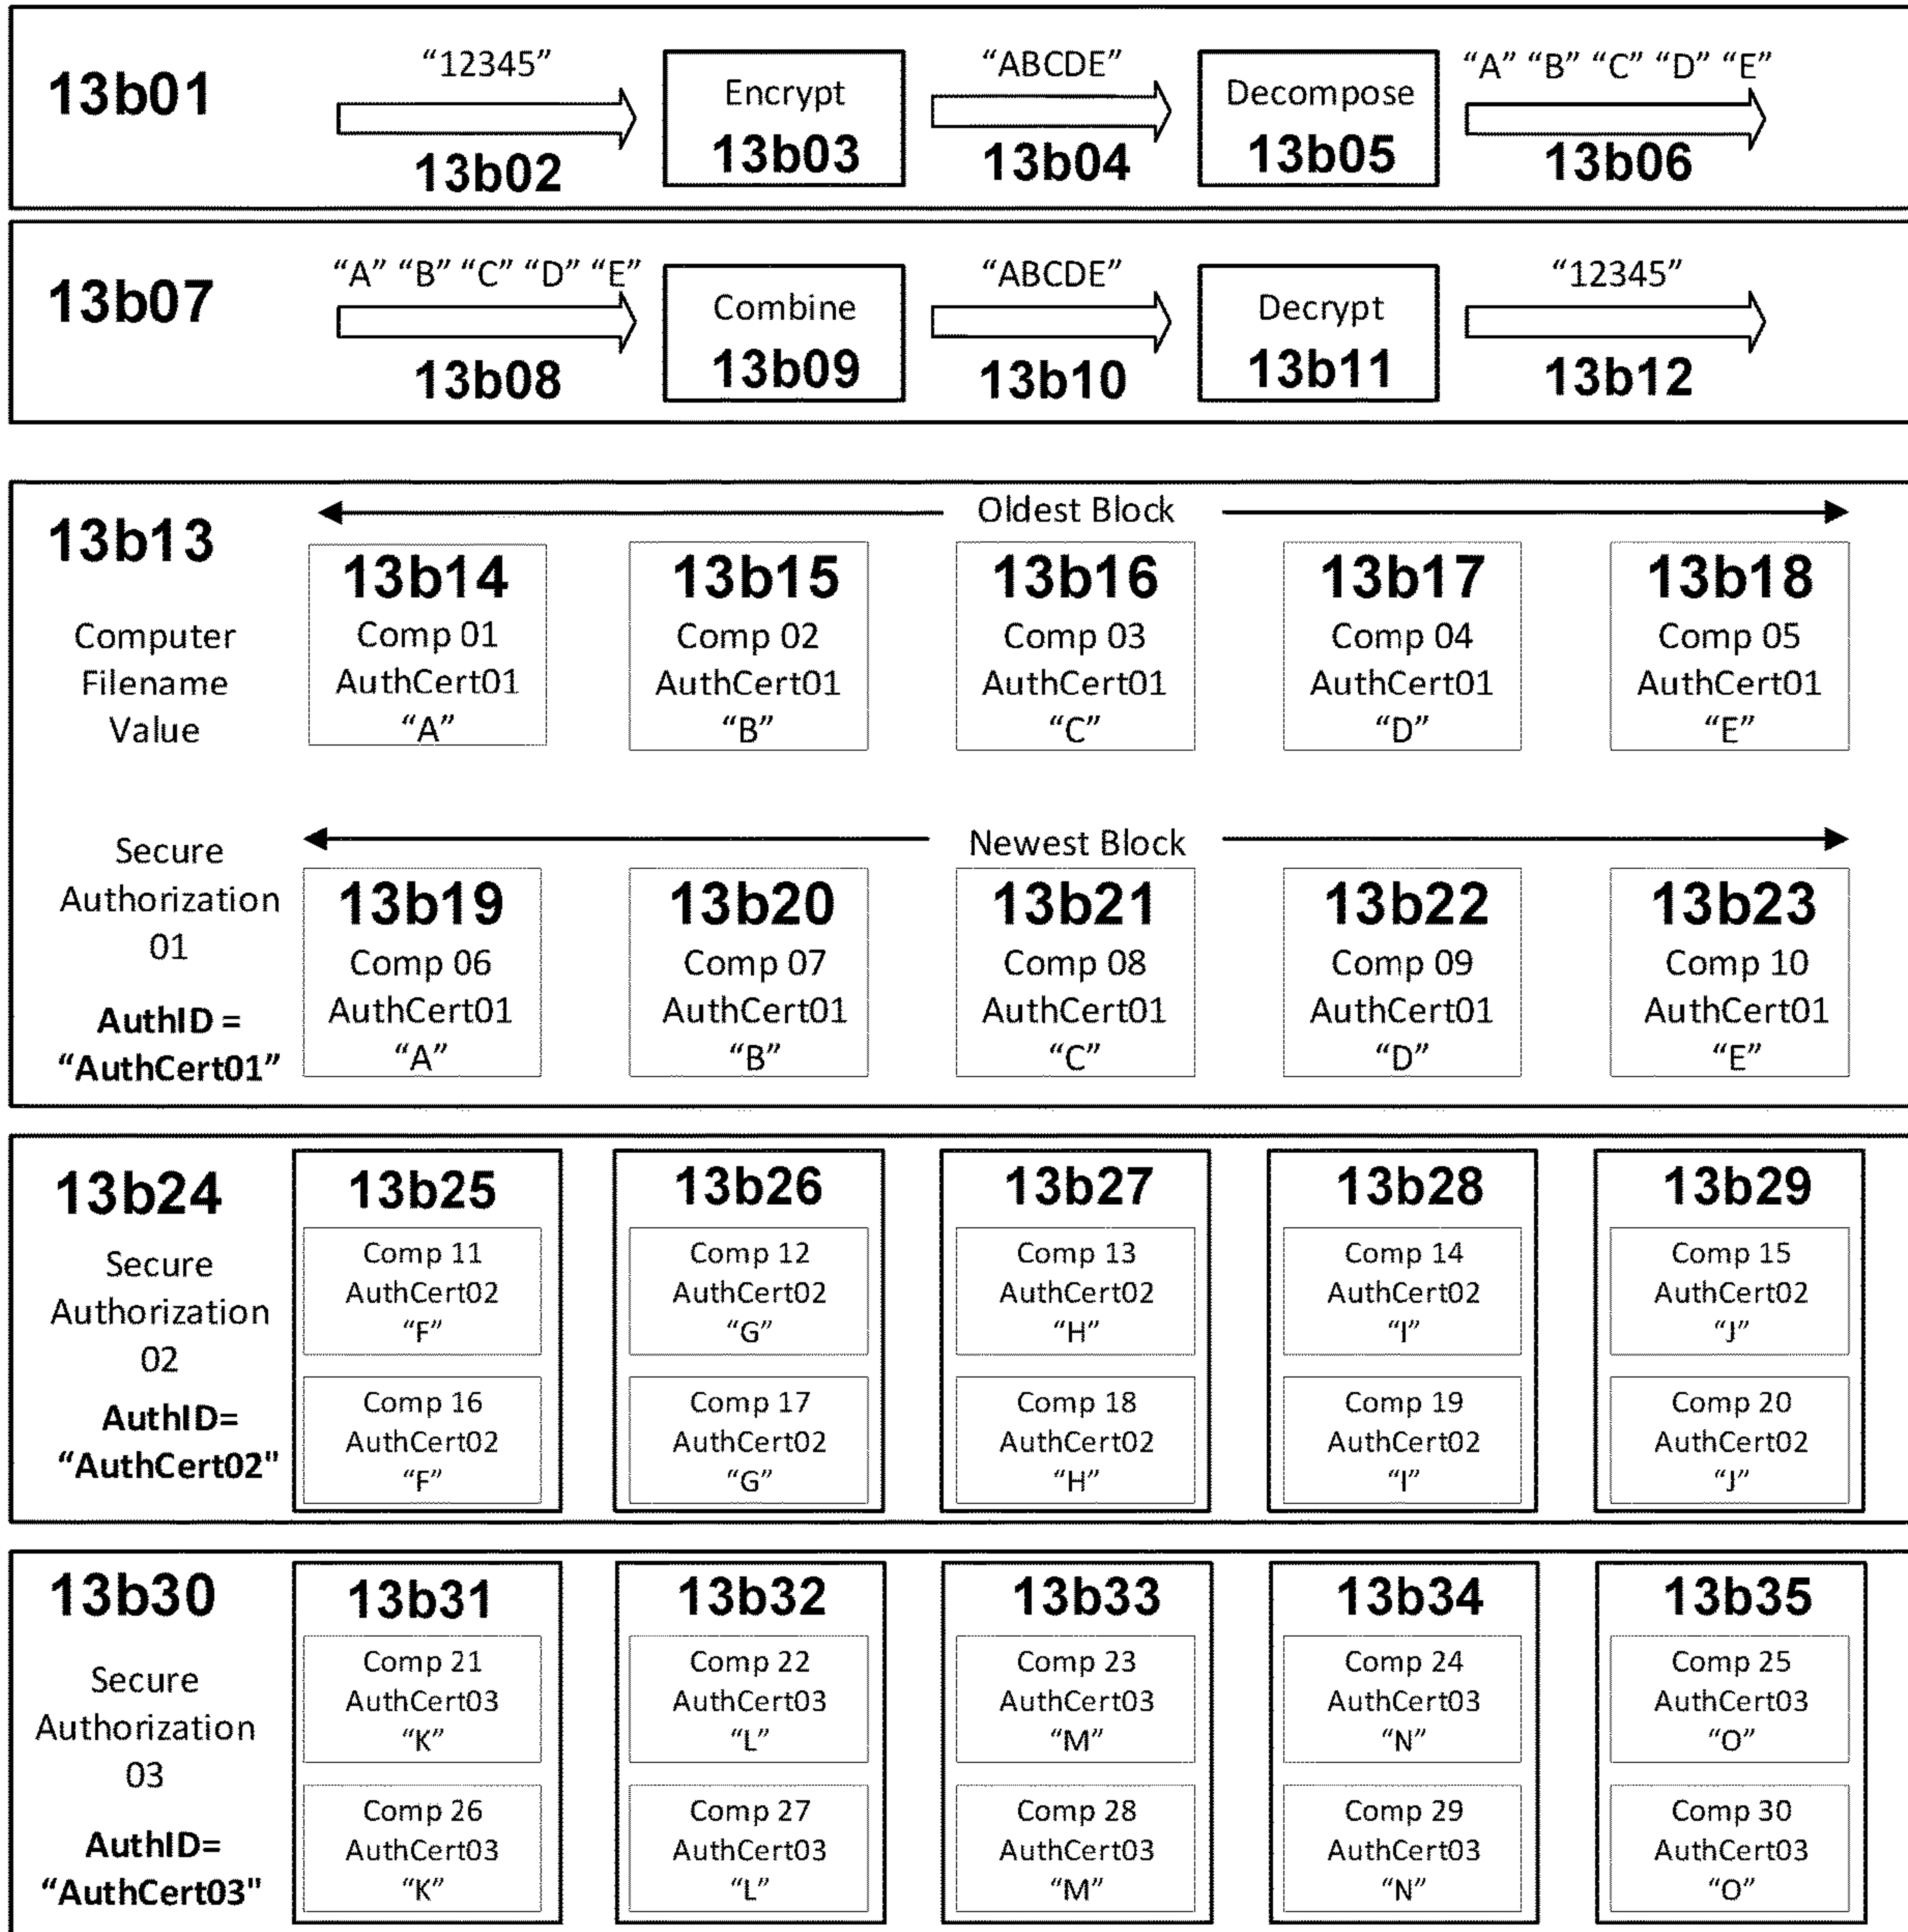 13b01
“12345”
13b02
Encrypt
13b03
“ABCDE”
13b04
Decompose
13b05
“A” “B” “C” “D” “E”
13b06
13b07
“A” “B” “C” “D” “E”
13b08
Combine
13b09
“ABCDE”
13b10
Decrypt
13b11
“12345”
13b12
13b13
Computer
Filename
Value
Oldest Block
13b14
Comp 01
AuthCert01
“A”
13b15
Comp 02
AuthCert01
“B”
13b16
Comp 03
AuthCert01
“C”
13b17
Comp 04
AuthCert01
“D”
13b18
Comp 05
AuthCert01
“E”
Secure
Authorization
01
AuthID =
“AuthCert01”
Newest Block
13b19
Comp 06
AuthCert01
“A”
13b20
Comp 07
AuthCert01
“B”
13b21
Comp 08
AuthCert01
“C”
13b22
Comp 09
AuthCert01
“D”
13b23
Comp 10
AuthCert01
“E”
13b24
Secure
Authorization
02
AuthID=
“AuthCert02"
13b25
Comp 11
AuthCert02
“F”
Comp 16
AuthCert02
“F”
13b26
Comp 12
AuthCert02
“G”
Comp 17
AuthCert02
“G”
13b27
Comp 13
AuthCert02
“H”
Comp 18
AuthCert02
“H”
13b28
Comp 14
AuthCert02
“I”
Comp 19
AuthCert02
“I”
13b29
Comp 15
AuthCert02
“J”
Comp 20
AuthCert02
“J”
13b30
Secure
Authorization
03
AuthID=
“AuthCert03"
13b31
Comp 21
AuthCert03
“K”
Comp 26
AuthCert03
“K”
13b32
Comp 22
AuthCert03
“L”
Comp 27
AuthCert03
“L”
13b33
Comp 23
AuthCert03
“M”
Comp 28
AuthCert03
“M”
13b34
Comp 24
AuthCert03
“N”
Comp 29
AuthCert03
“N”
13b35
Comp 25
AuthCert03
“O”
Comp 30
AuthCert03
“O”